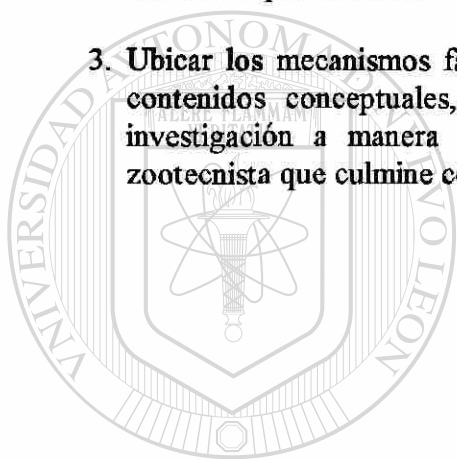 3. Ubicar los mecanismos
contenidos conceptuales,
investigación a manera
zootecnista que culmine
UNIVERSIDAD AUTONOMA DE NUEVO LEON
ALERE FLAMMAM